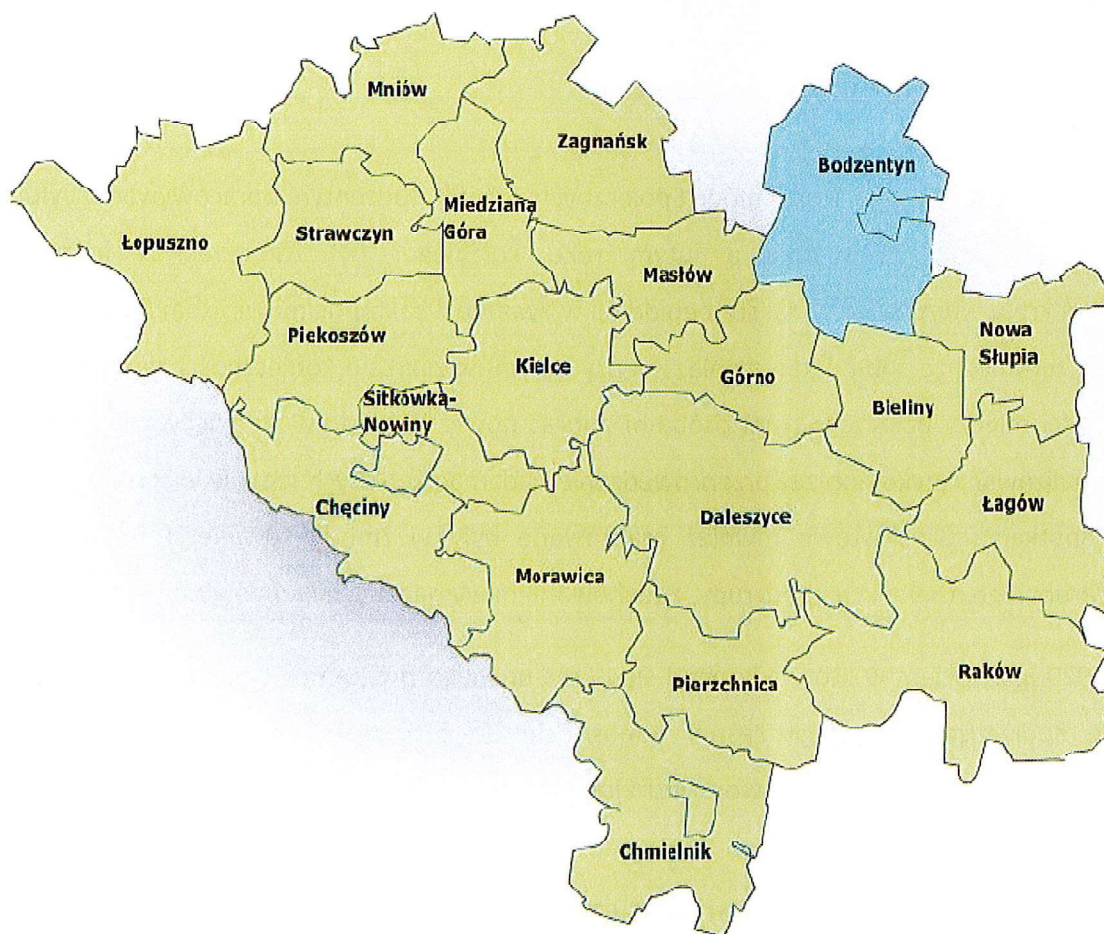 Mniów
Zagnańsk
Bodzentyn
Łopuszno
Strawczyn
Miedziana
Góra
Masłów
Piekoszów
Kielce
Górno
Nowa
Słupia
Sitkówka-
Nowiny
Bieliny
Chęciny
Daleszyce
Łagów
Morawica
Pierzchnica
Raków
Chmielnik